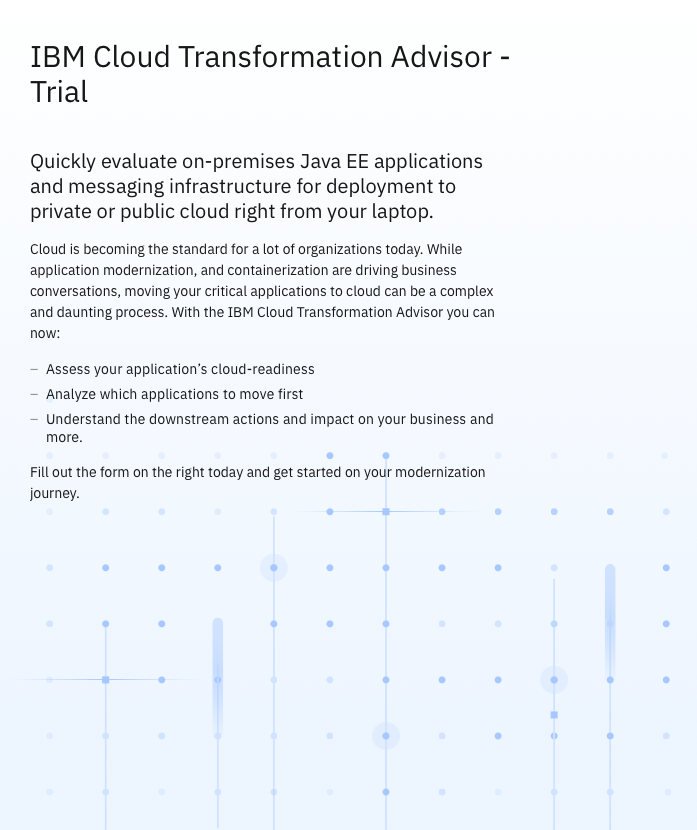 IBM Cloud Transformation Advisor -
Trial
Quickly evaluate on-premises Java EE applications
and messaging infrastructure for deployment to
private or public cloud right from your laptop.
Cloud is becoming the standard for a lot of organizations today. While
application modernization, and containerization are driving business
conversations, moving your critical applications to cloud can be a complex
and daunting process. With the IBM Cloud Transformation Advisor you can
now:
– Assess your application’s cloud-readiness
– Analyze which applications to move first
– Understand the downstream actions and impact on your business and
more.
Fill out the form on the right today and get started on your modernization
journey.